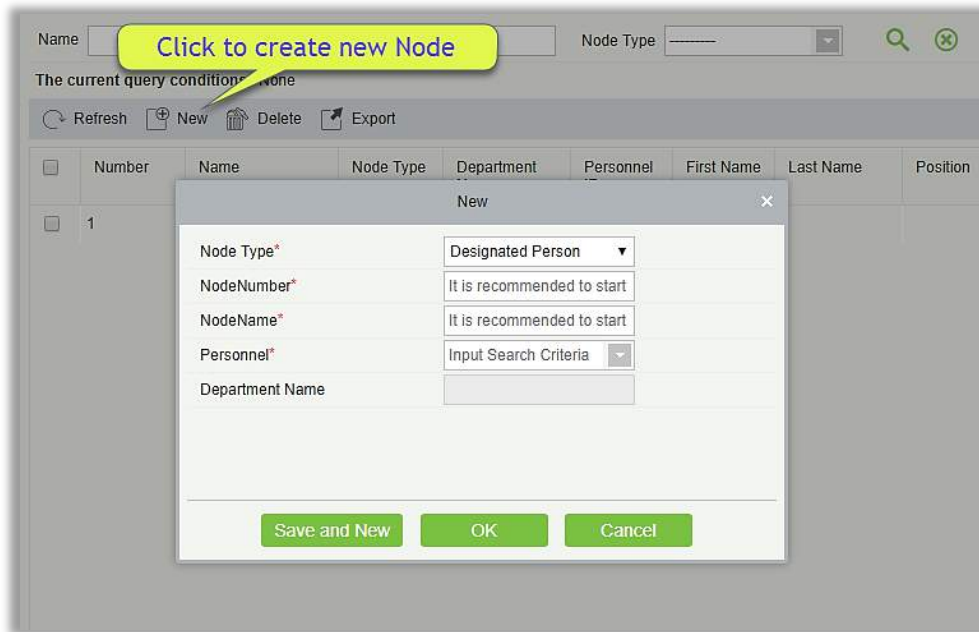 Name
Click to create new Node
Node Type ---------
The current query conditions None
Refresh New Delete Export
Number Name Node Type Department Personnel First Name Last Name Position
New
1
Node Type* Designated Person
NodeNumber* It is recommended to start
NodeName* It is recommended to start
Personnel* Input Search Criteria
Department Name
Save and New OK Cancel